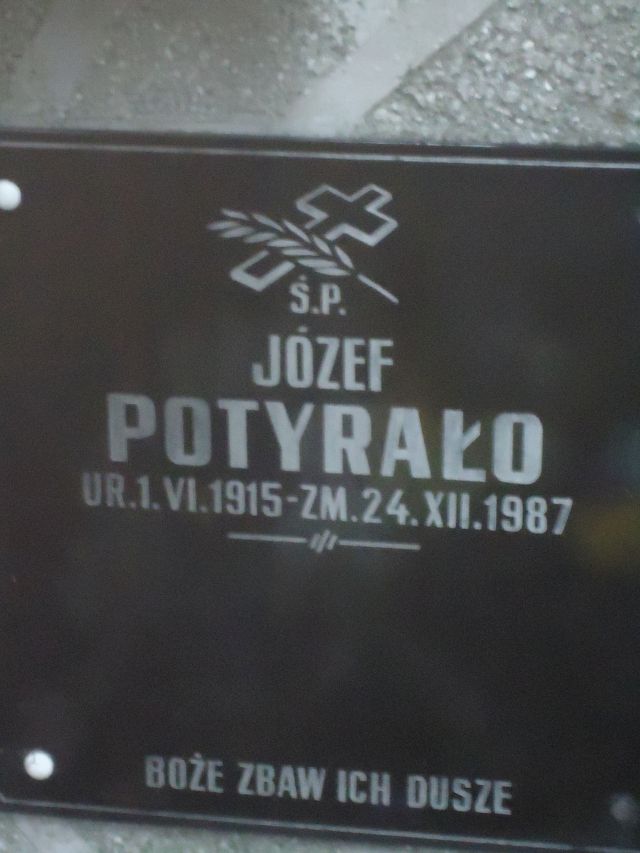 Ś.P.
JÓZEF
POTYRAŁO
UR.1.VI.1915-ZM.24.XII.1987
BOŻE ZBAW ICH DUSZE